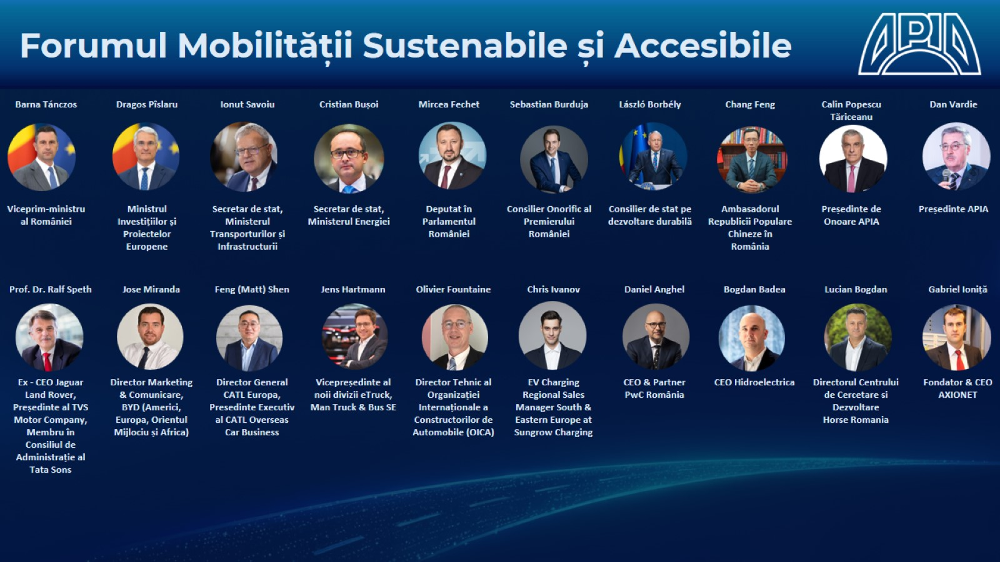 Forumul Mobilității Sustenabile și Accesibile
APIA
Barna Tánczos
Viceprim-ministru
al României
Dragos Pîslaru
Ministrul
Investițiilor și
Proiectelor
Europene
Ionut Savoiu
Secretar de stat,
Ministerul
Transporturilor și
Infrastructurii
Cristian Bușoi
Secretar de stat,
Ministerul Energiei
Mircea Fechet
Deputat în
Parlamentul
României
Sebastian Burduja
Consilier Onorific al
Premierului
României
László Borbély
Consilier de stat pe
dezvoltare durabilă
Chang Feng
Ambasadorul
Republicii Populare
Chineze în
România
Calin Popescu
Tăriceanu
Președinte de
Onoare APIA
Dan Vardie
Președinte APIA
Prof. Dr. Ralf Speth
Ex - CEO Jaguar
Land Rover,
Președinte al TVS
Motor Company,
Membru în
Consiliul de
Administrație al
Tata Sons
Jose Miranda
Director Marketing
& Comunicare,
BYD (Americi,
Europa, Orientul
Mijlociu și Africa)
Feng (Matt) Shen
Director General
CATL Europa,
Presedinte Executiv
al CATL Overseas
Car Business
Jens Hartmann
Vicepreședinte al
noii divizii eTruck,
Man Truck & Bus SE
Olivier Fountaine
Director Tehnic al
Organizației
Internaționale a
Constructorilor de
Automobile (OICA)
Chris Ivanov
EV Charging
Regional Sales
Manager South &
Eastern Europe at
Sungrow Charging
Daniel Anghel
CEO & Partner
PwC România
Bogdan Badea
CEO Hidroelectrica
Lucian Bogdan
Directorul Centrului
de Cercetare si
Dezvoltare
Horse Romania
Gabriel Ioniță
Fondator & CEO
AXIONET